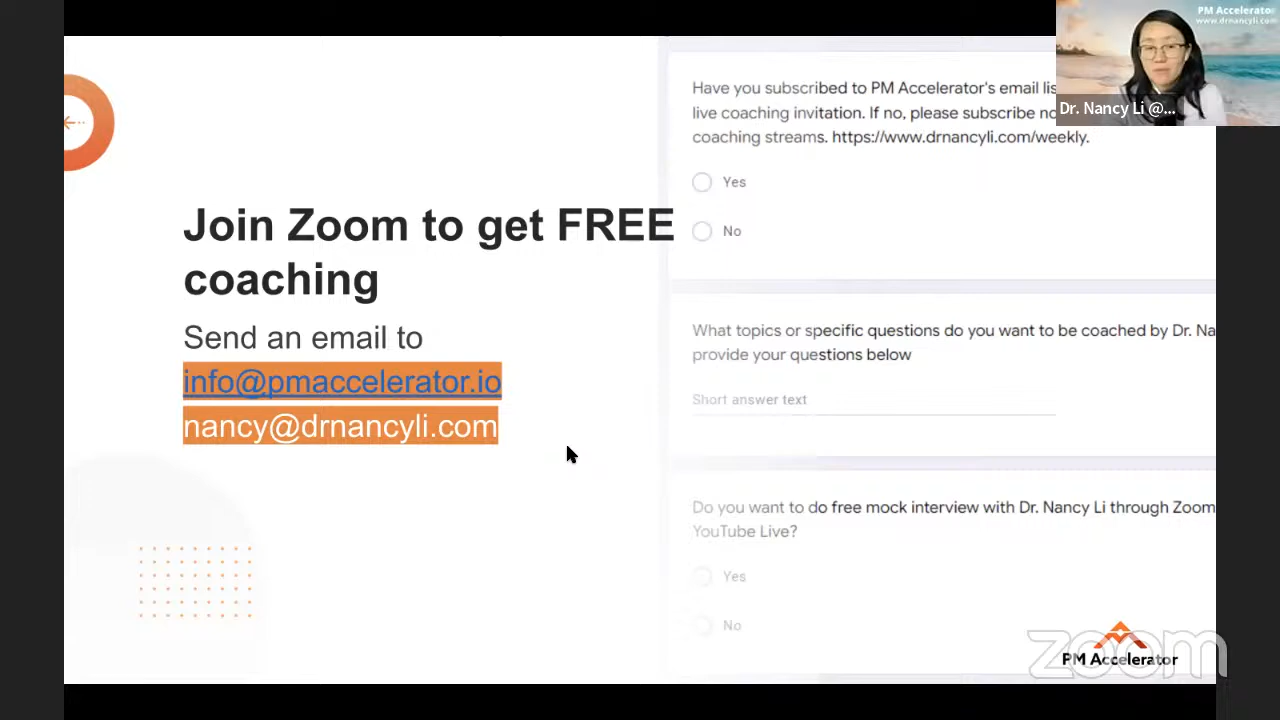 PM Accelerator
www.drnancyli.com
Dr. Nancy Li @...
Join Zoom to get FREE
coaching
Send an email to
info@pmaccelerator.io
nancy@drnancyli.com
Have you subscribed to PM Accelerator's email lis
live coaching invitation. If no, please subscribe no
coaching streams. https://www.drnancyli.com/weekly.
Yes
No
What topics or specific questions do you want to be coached by Dr. Na
provide your questions below
Short answer text
Do you want to do free mock interview with Dr. Nancy Li through Zoom
YouTube Live?
Yes
No
zoom
PM Accelerator